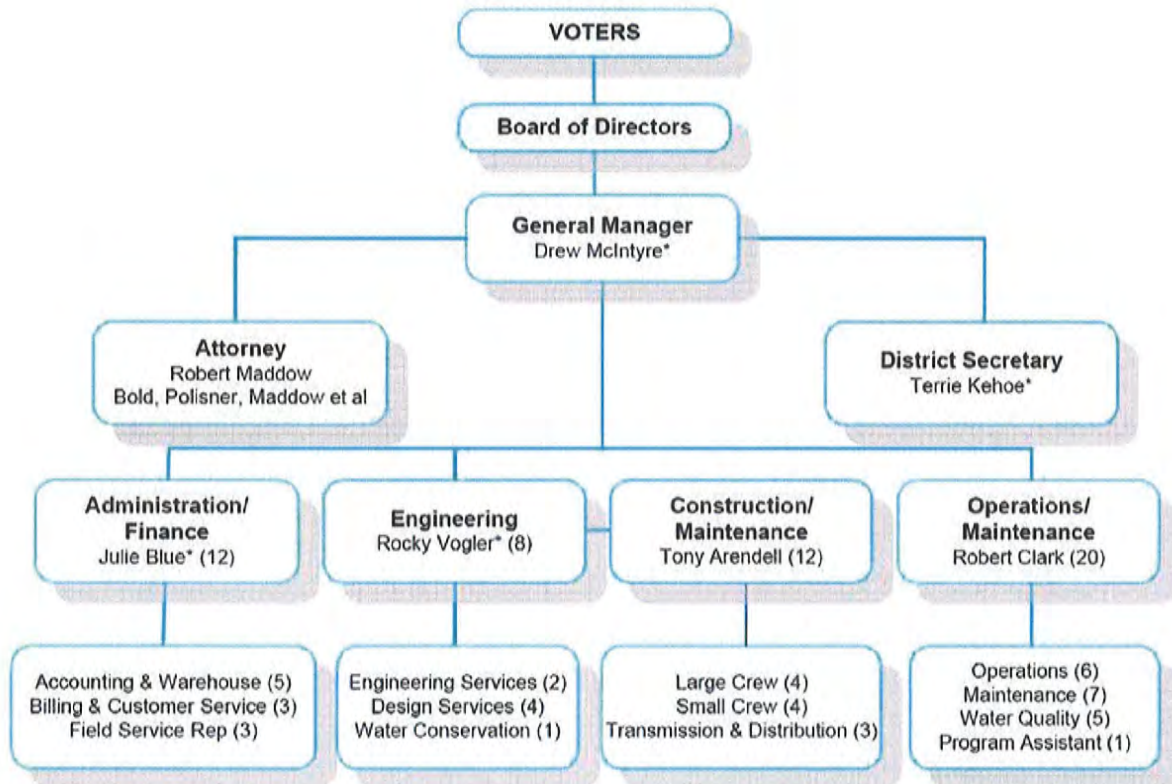 VOTERS
Board of Directors
General Manager
Drew McIntyre*
Attorney
Robert Maddow
Bold, Polisner, Maddow et al
District Secretary
Terrie Kehoe*
Administration/
Finance
Julie Blue* (12)
Engineering
Rocky Vogler* (8)
Construction/
Maintenance
Tony Arendell (12)
Operations/
Maintenance
Robert Clark (20)
Accounting & Warehouse (5)
Billing & Customer Service (3)
Field Service Rep (3)
Engineering Services (2)
Design Services (4)
Water Conservation (1)
Large Crew (4)
Small Crew (4)
Transmission & Distribution (3)
Operations (6)
Maintenance (7)
Water Quality (5)
Program Assistant (1)